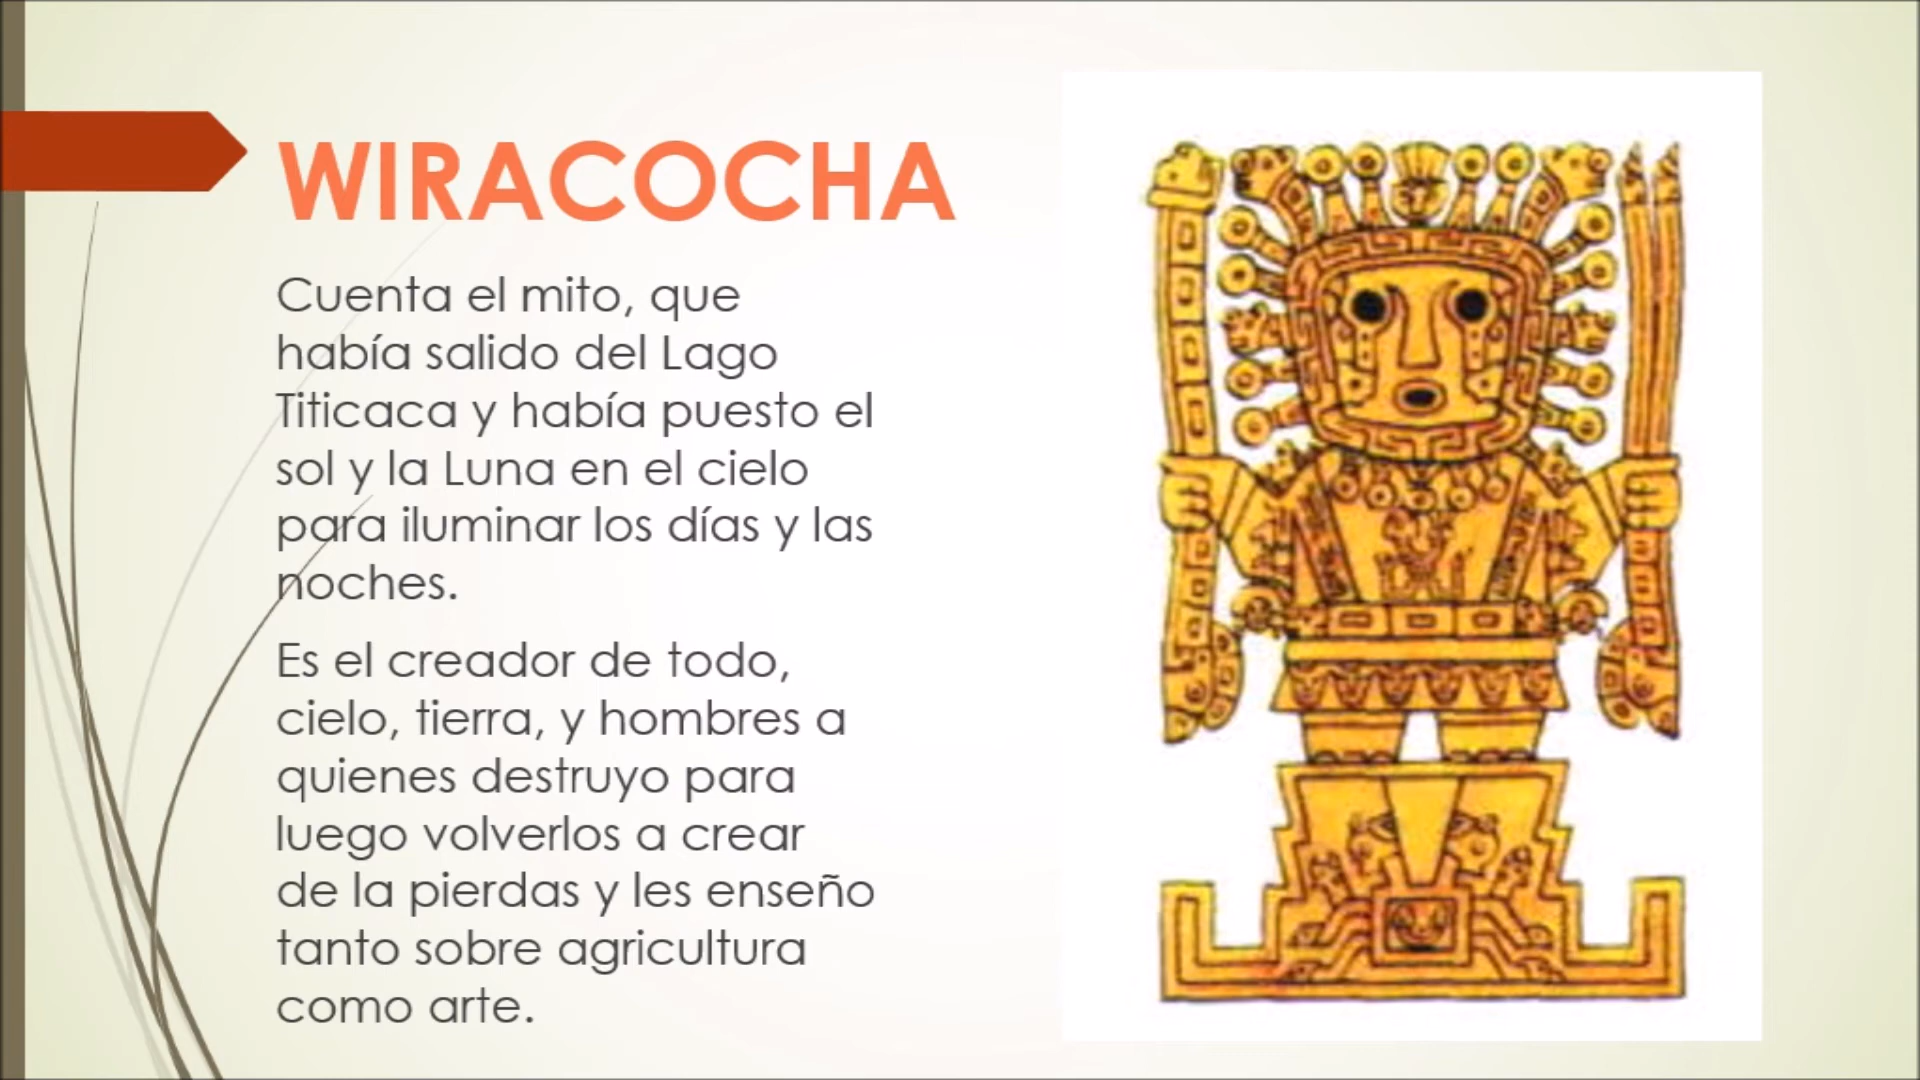 WIRACOCHA
Cuenta el mito, que
había salido del Lago
Titicaca y había puesto el
sol y la Luna en el cielo
para iluminar los días y las
noches.
Es el creador de todo,
cielo, tierra, y hombres a
quienes destruyo para
luego volverlos a crear
de la pierdas y les enseño
tanto sobre agricultura
como arte.